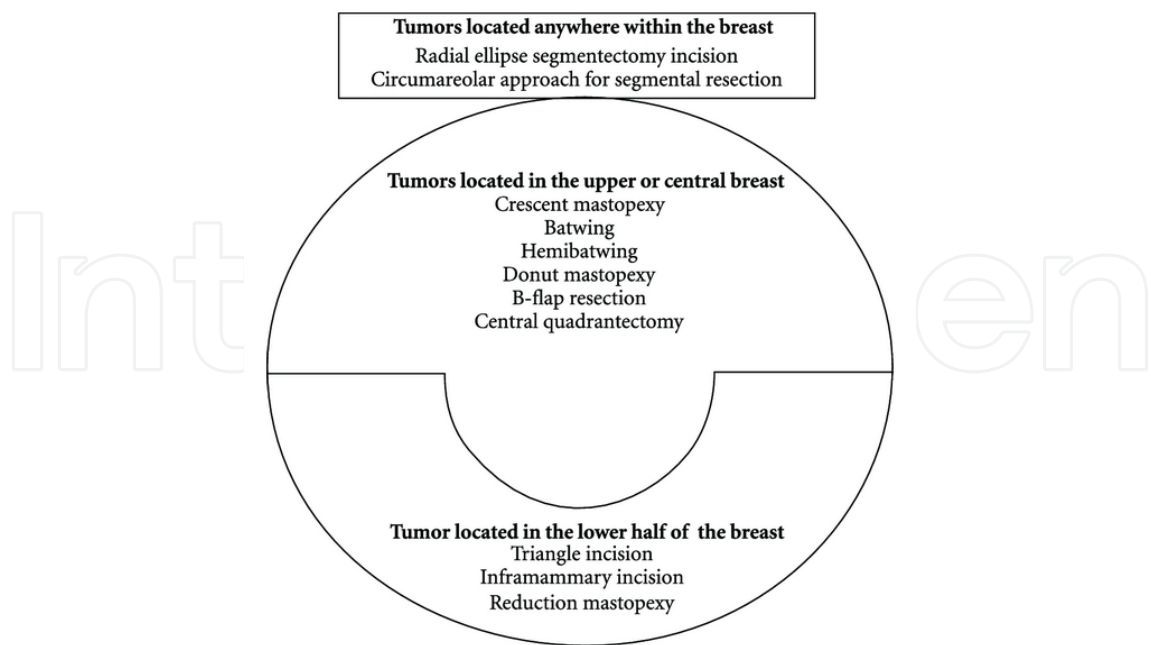 Tumors located anywhere within the breast
Radial ellipse segmentectomy incision
Circumareolar approach for segmental resection
Tumors located in the upper or central breast
Crescent mastopexy
Batwing
Hemibatwing
Donut mastopexy
B-flap resection
Central quadrantectomy
Int en
Tumor located in the lower half of the breast
Triangle incision
Inframammary incision
Reduction mastopexy